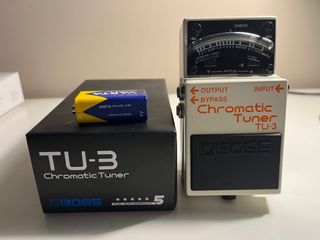 CHECK
OUTPUT
INPUT
BYPASS
Chromatic
Tuner
TU-3
BOSS
VARTA
TU-3
Chromatic Tuner
BOSS
5